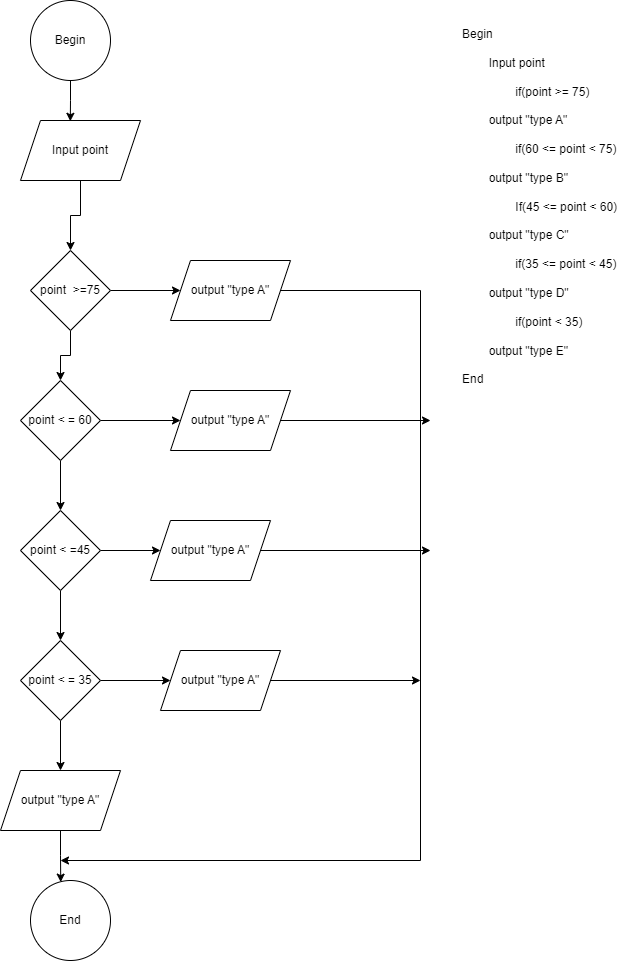 Begin
Input point
point  >=75
output "type A"
point < = 60
output "type A"
point < =45
output "type A"
point < = 35
output "type A"
output "type A"
End
Begin
Input point
if(point >= 75)
output "type A"
if(60 <= point < 75)
output "type B"
If(45 <= point < 60)
output "type C"
if(35 <= point < 45)
output "type D"
if(point < 35)
output "type E"
End